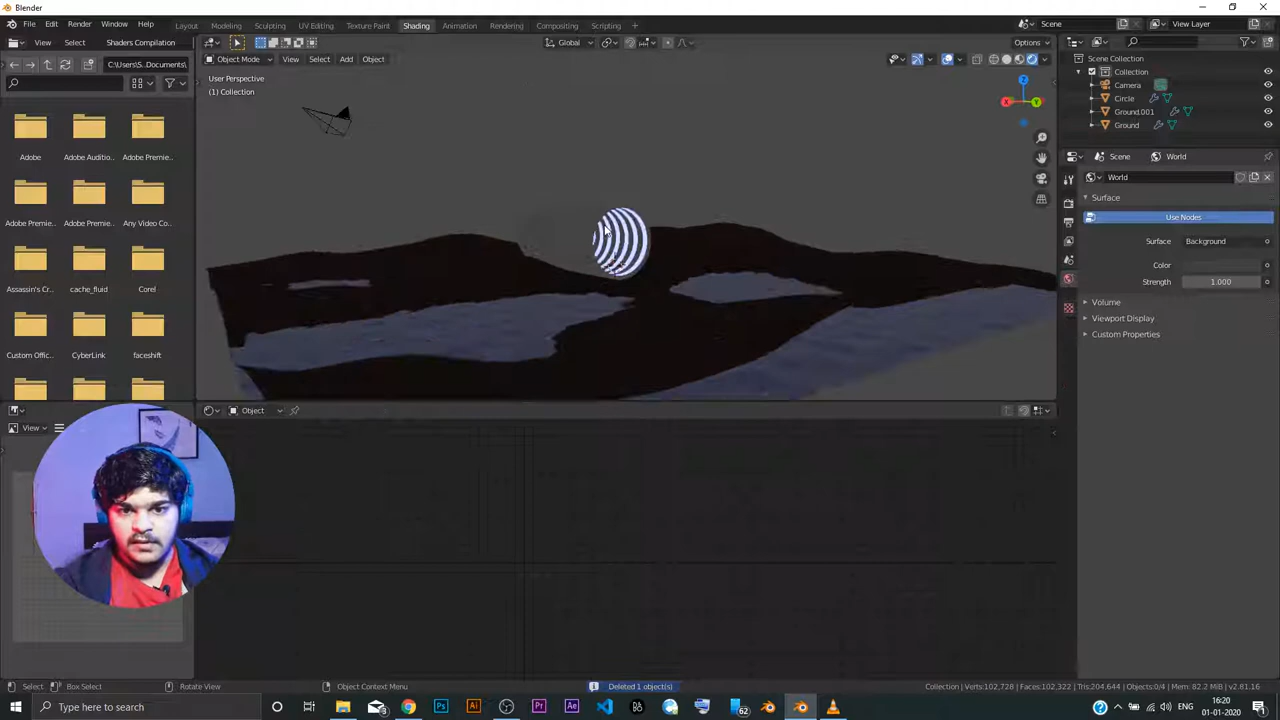 Blender
File Edit Render Window Help
Layout Modeling Sculpting UV Editing Texture Paint Shading Animation Rendering Compositing Scripting +
Scene
View Layer
View Select Shaders Compilation
Global
Options
C:\Users\S..Documents\
Object Mode View Select Add Object
User Perspective
(1) Collection
Scene Collection
Collection
Camera
Circle
Ground.001
Ground
Scene World
World
Surface
Use Nodes
Surface Background
Color
Strength 1.000
Volume
Viewport Display
Custom Properties
X Y Z
Adobe Adobe Auditio.. Adobe Premie..
Adobe Premie.. Adobe Premie.. Any Video Co..
Assassin's Cr.. cache_fluid Corel
Custom Offic.. CyberLink faceshift
Object
View
Select Box Select Rotate View Object Context Menu
Deleted 1 object(s)
Collection | Verts:102,728 | Faces:102,322 | Tris:204,644 | Objects:0/4 | Mem: 82.2 MiB | v2.81.16
Type here to search
Ps Ai Pr Ae
62
ENG
16:20
01-01-2020